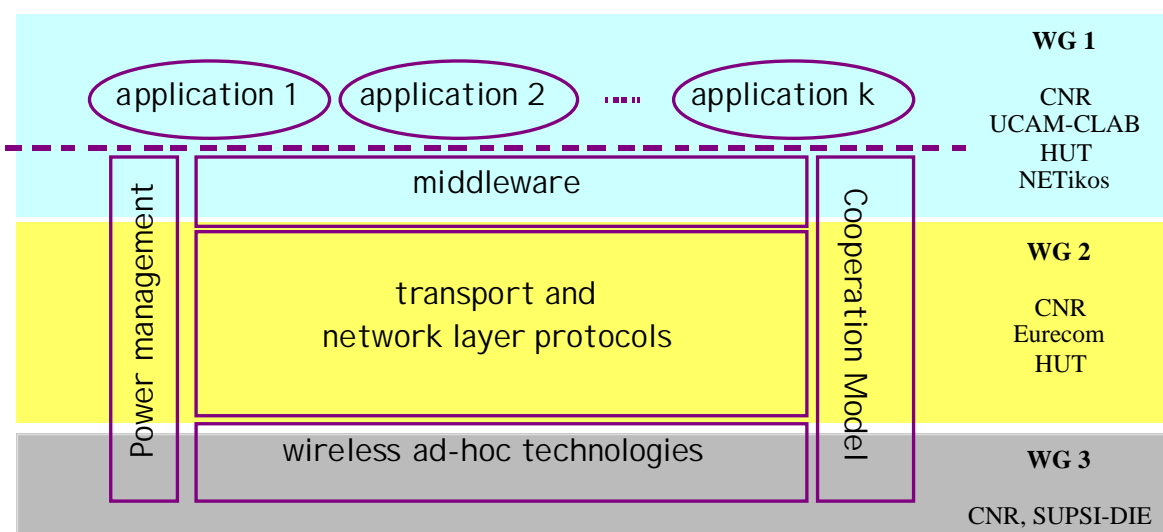 application 1
application 2
application k
middleware
Power management
Cooperation Model
transport and
network layer protocols
wireless ad-hoc technologies
WG 1
CNR
UCAM-CLAB
HUT
NETikos
WG 2
CNR
Eurecom
HUT
WG 3
CNR, SUPSI-DIE